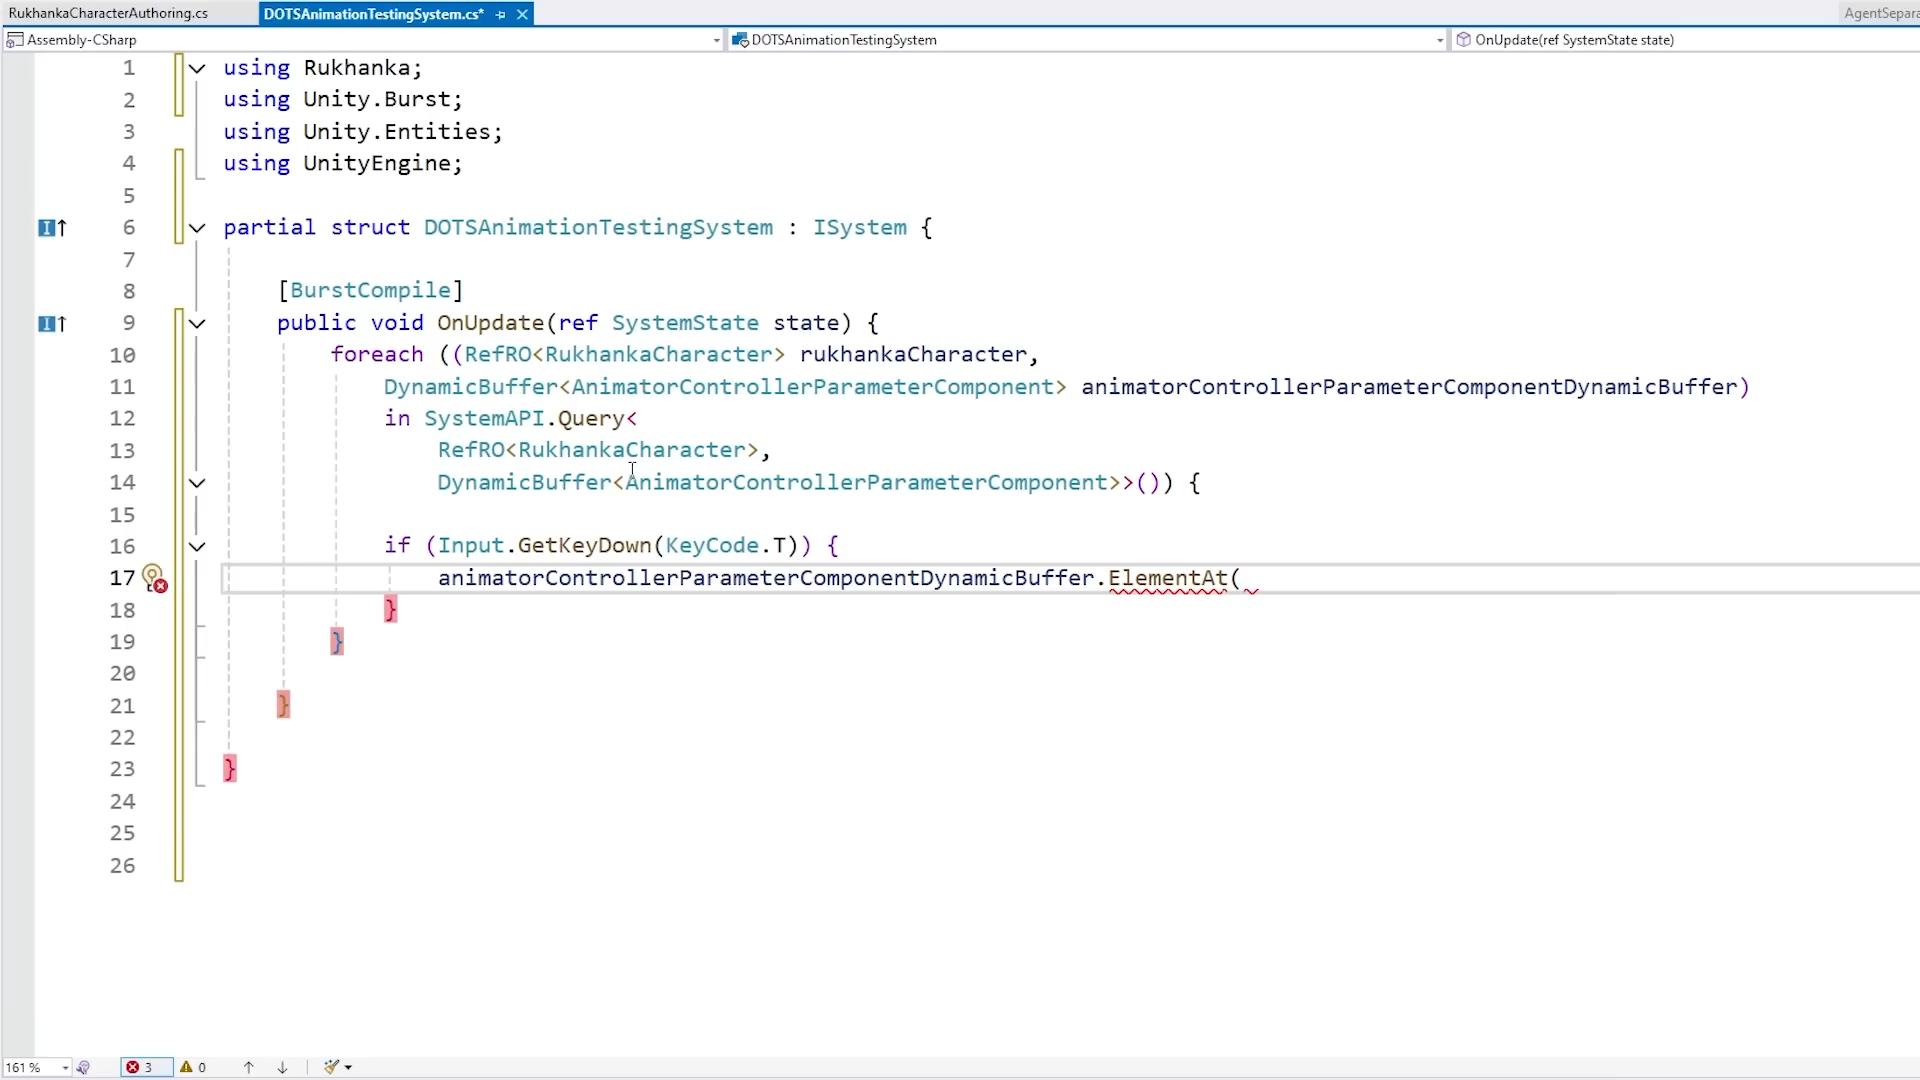 RukhankaCharacterAuthoring.cs
DOTSAnimationTestingSystem.cs*
AgentSepara
Assembly-CSharp
DOTSAnimationTestingSystem
OnUpdate(ref SystemState state)
1 using Rukhanka;
2 using Unity.Burst;
3 using Unity.Entities;
4 using UnityEngine;
5
6 partial struct DOTSAnimationTestingSystem : ISystem {
7
8 [BurstCompile]
9 public void OnUpdate(ref SystemState state) {
10 foreach ((RefRO<RukhankaCharacter> rukhankaCharacter,
11 DynamicBuffer<AnimatorControllerParameterComponent> animatorControllerParameterComponentDynamicBuffer)
12 in SystemAPI.Query<
13 RefRO<RukhankaCharacter>,
14 DynamicBuffer<AnimatorControllerParameterComponent>>()) {
15
16 if (Input.GetKeyDown(KeyCode.T)) {
17 animatorControllerParameterComponentDynamicBuffer.ElementAt(
18 }
19 }
20
21 }
22
23 }
24
25
26
161 %
3
0